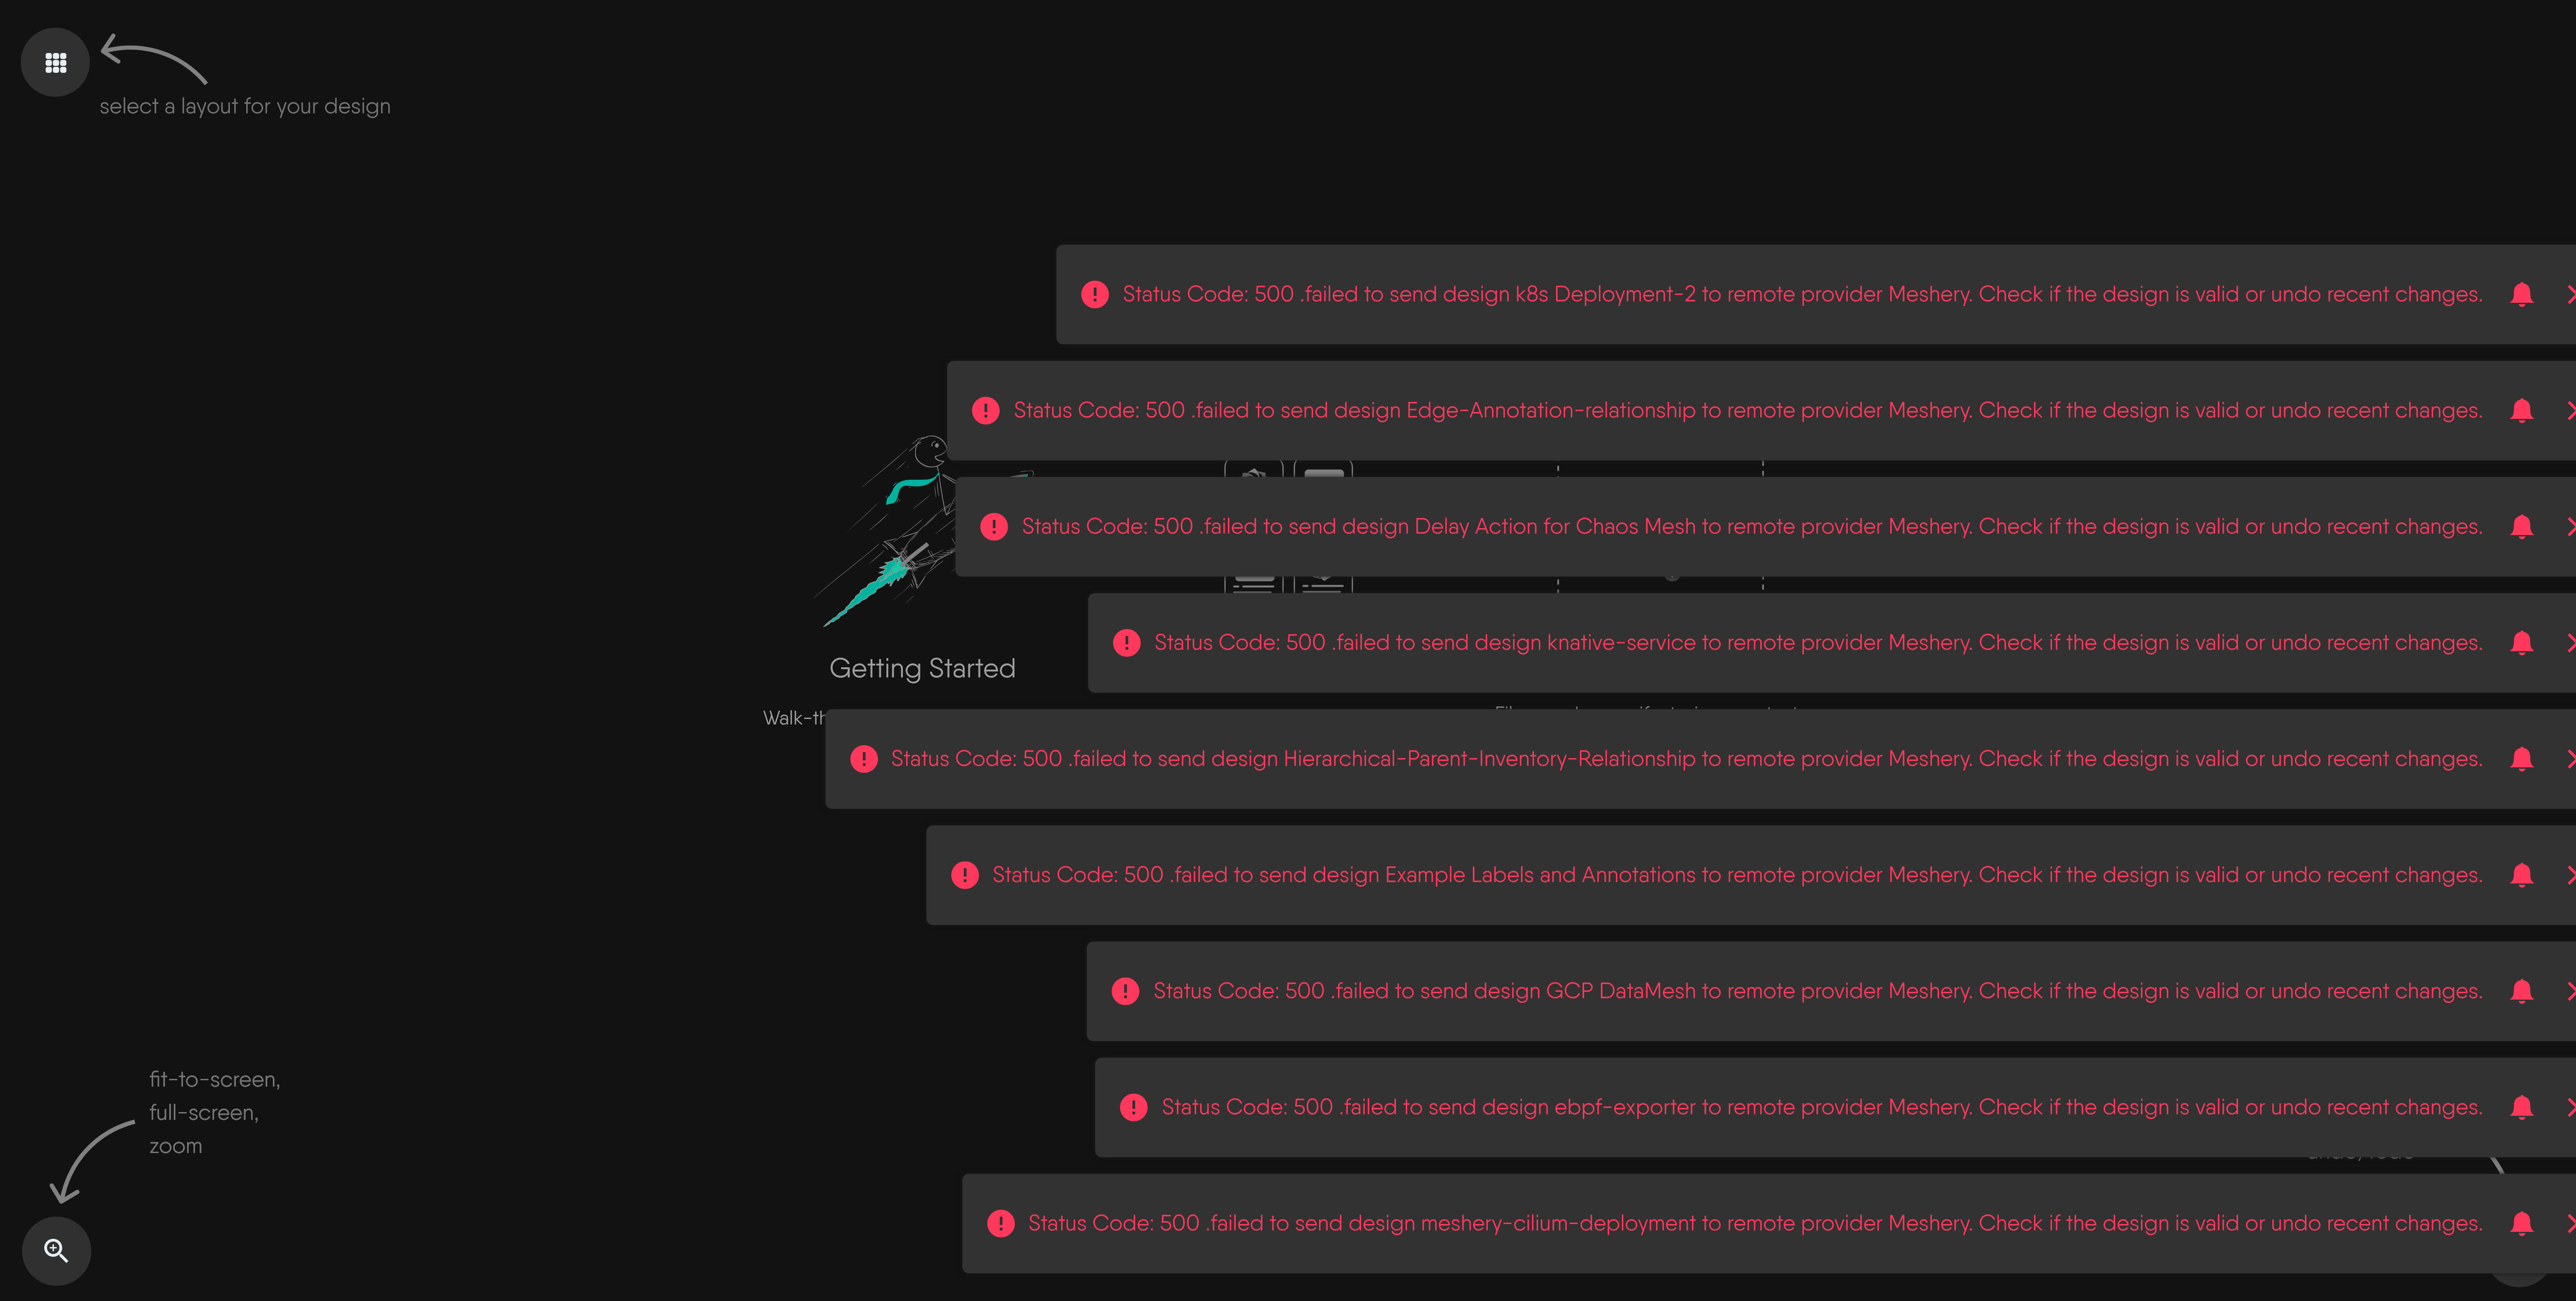 select a layout for your design
Status Code: 500 .failed to send design k8s Deployment-2 to remote provider Meshery. Check if the design is valid or undo recent changes.
Status Code: 500 .failed to send design Edge-Annotation-relationship to remote provider Meshery. Check if the design is valid or undo recent changes.
Status Code: 500 .failed to send design Delay Action for Chaos Mesh to remote provider Meshery. Check if the design is valid or undo recent changes.
Status Code: 500 .failed to send design knative-service to remote provider Meshery. Check if the design is valid or undo recent changes.
Getting Started
Status Code: 500 .failed to send design Hierarchical-Parent-Inventory-Relationship to remote provider Meshery. Check if the design is valid or undo recent changes.
Status Code: 500 .failed to send design Example Labels and Annotations to remote provider Meshery. Check if the design is valid or undo recent changes.
Status Code: 500 .failed to send design GCP DataMesh to remote provider Meshery. Check if the design is valid or undo recent changes.
Status Code: 500 .failed to send design ebpf-exporter to remote provider Meshery. Check if the design is valid or undo recent changes.
fit-to-screen,
full-screen,
zoom
Status Code: 500 .failed to send design meshery-cilium-deployment to remote provider Meshery. Check if the design is valid or undo recent changes.